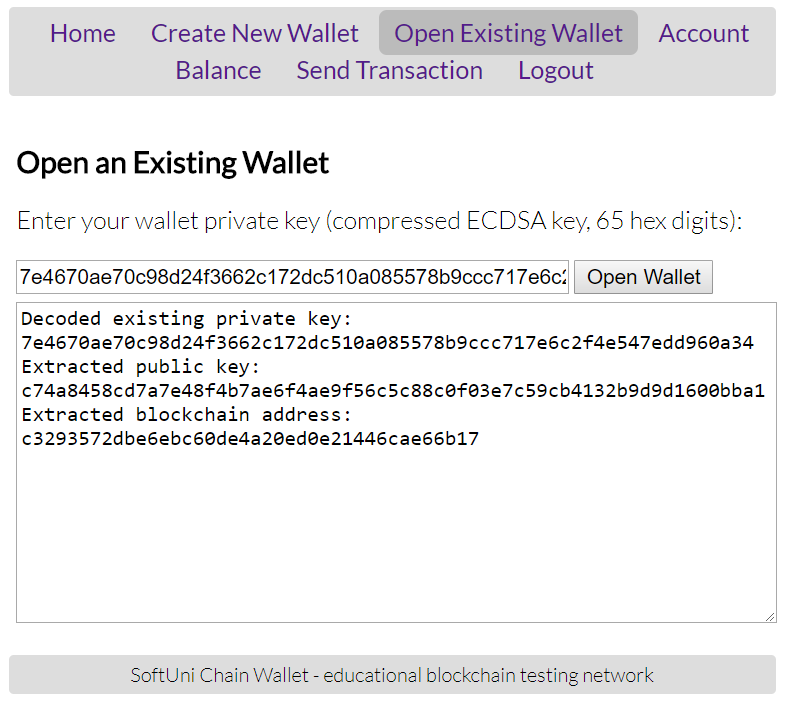 Home Create New Wallet Open Existing Wallet Account
Balance Send Transaction Logout
Open an Existing Wallet
Enter your wallet private key (compressed ECDSA key, 65 hex digits):
7e4670ae70c98d24f3662c172dc510a085578b9ccc717e6c2 Open Wallet
Decoded existing private key:
7e4670ae70c98d24f3662c172dc510a085578b9ccc717e6c2f4e547edd960a34
Extracted public key:
c74a8458cd7a7e48f4b7ae6f4ae9f56c5c88c0f03e7c59cb4132b9d9d1600bba1
Extracted blockchain address:
c3293572dbe6ebc60de4a20ed0e21446cae66b17
SoftUni Chain Wallet - educational blockchain testing network